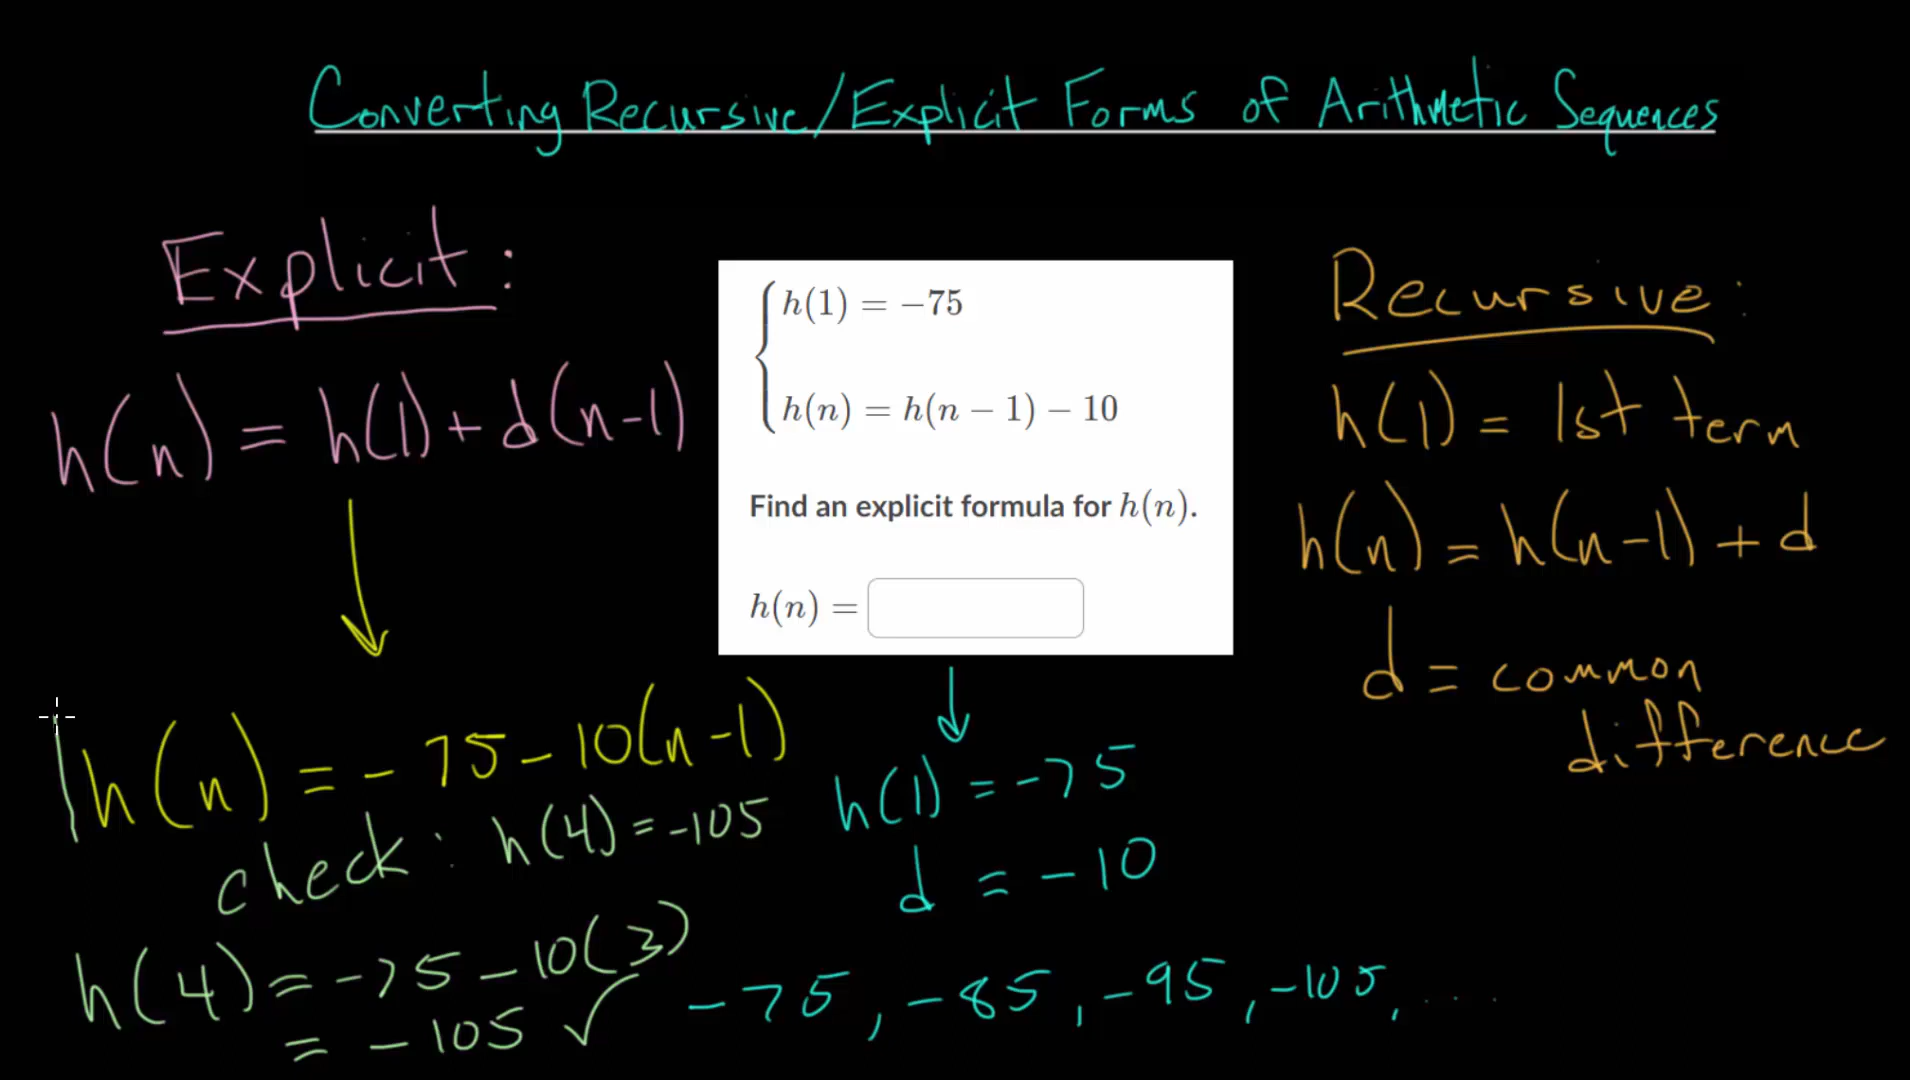 Converting Recursive/Explicit Forms of Arithmetic Sequences
Explicit:
h(n) = h(1) + d(n-1)
h(1) = −75
h(n) = h(n − 1) − 10
Find an explicit formula for h(n).
h(n) =
Recursive:
h(1) = 1st term
h(n) = h(n-1) + d
d = common
difference
h(n) = -75 - 10(n-1)
check: h(4) = -105
h(4) = -75 - 10(3)
= -105 ✓
h(1) = -75
d = -10
-75, -85, -95, -105, ....